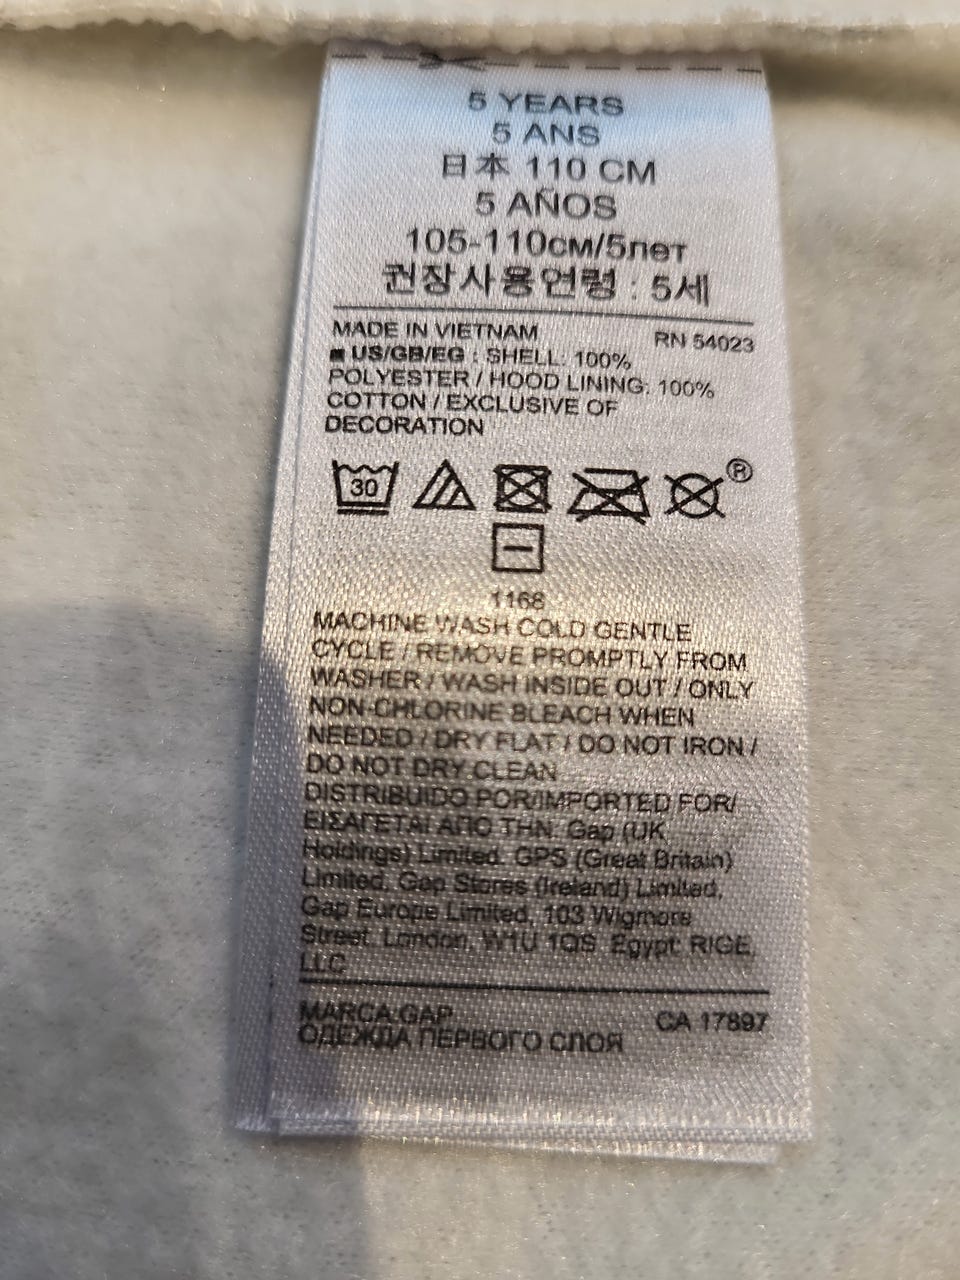 5 YEARS
5 ANS
日本 110 CM
5 AÑOS
105-110см/5лет
권장사용연령 : 5세
MADE IN VIETNAM RN 54023
■ US/GB/EG : SHELL: 100%
POLYESTER / HOOD LINING: 100%
COTTON / EXCLUSIVE OF
DECORATION
30 ®
1168
MACHINE WASH COLD GENTLE
CYCLE / REMOVE PROMPTLY FROM
WASHER / WASH INSIDE OUT / ONLY
NON-CHLORINE BLEACH WHEN
NEEDED / DRY FLAT / DO NOT IRON /
DO NOT DRY CLEAN
DISTRIBUIDO POR/IMPORTED FOR/
ΕΙΣΑΓΕΤΑΙ ΑΠΟ ΤΗΝ: Gap (UK
Holdings) Limited. GPS (Great Britain)
Limited, Gap Stores (Ireland) Limited,
Gap Europe Limited, 103 Wigmore
Street. London, W1U 1QS Egypt: RIGE,
LLC
MARCA:GAP CA 17897
ОДЕЖДА ПЕРВОГО СЛОЯ